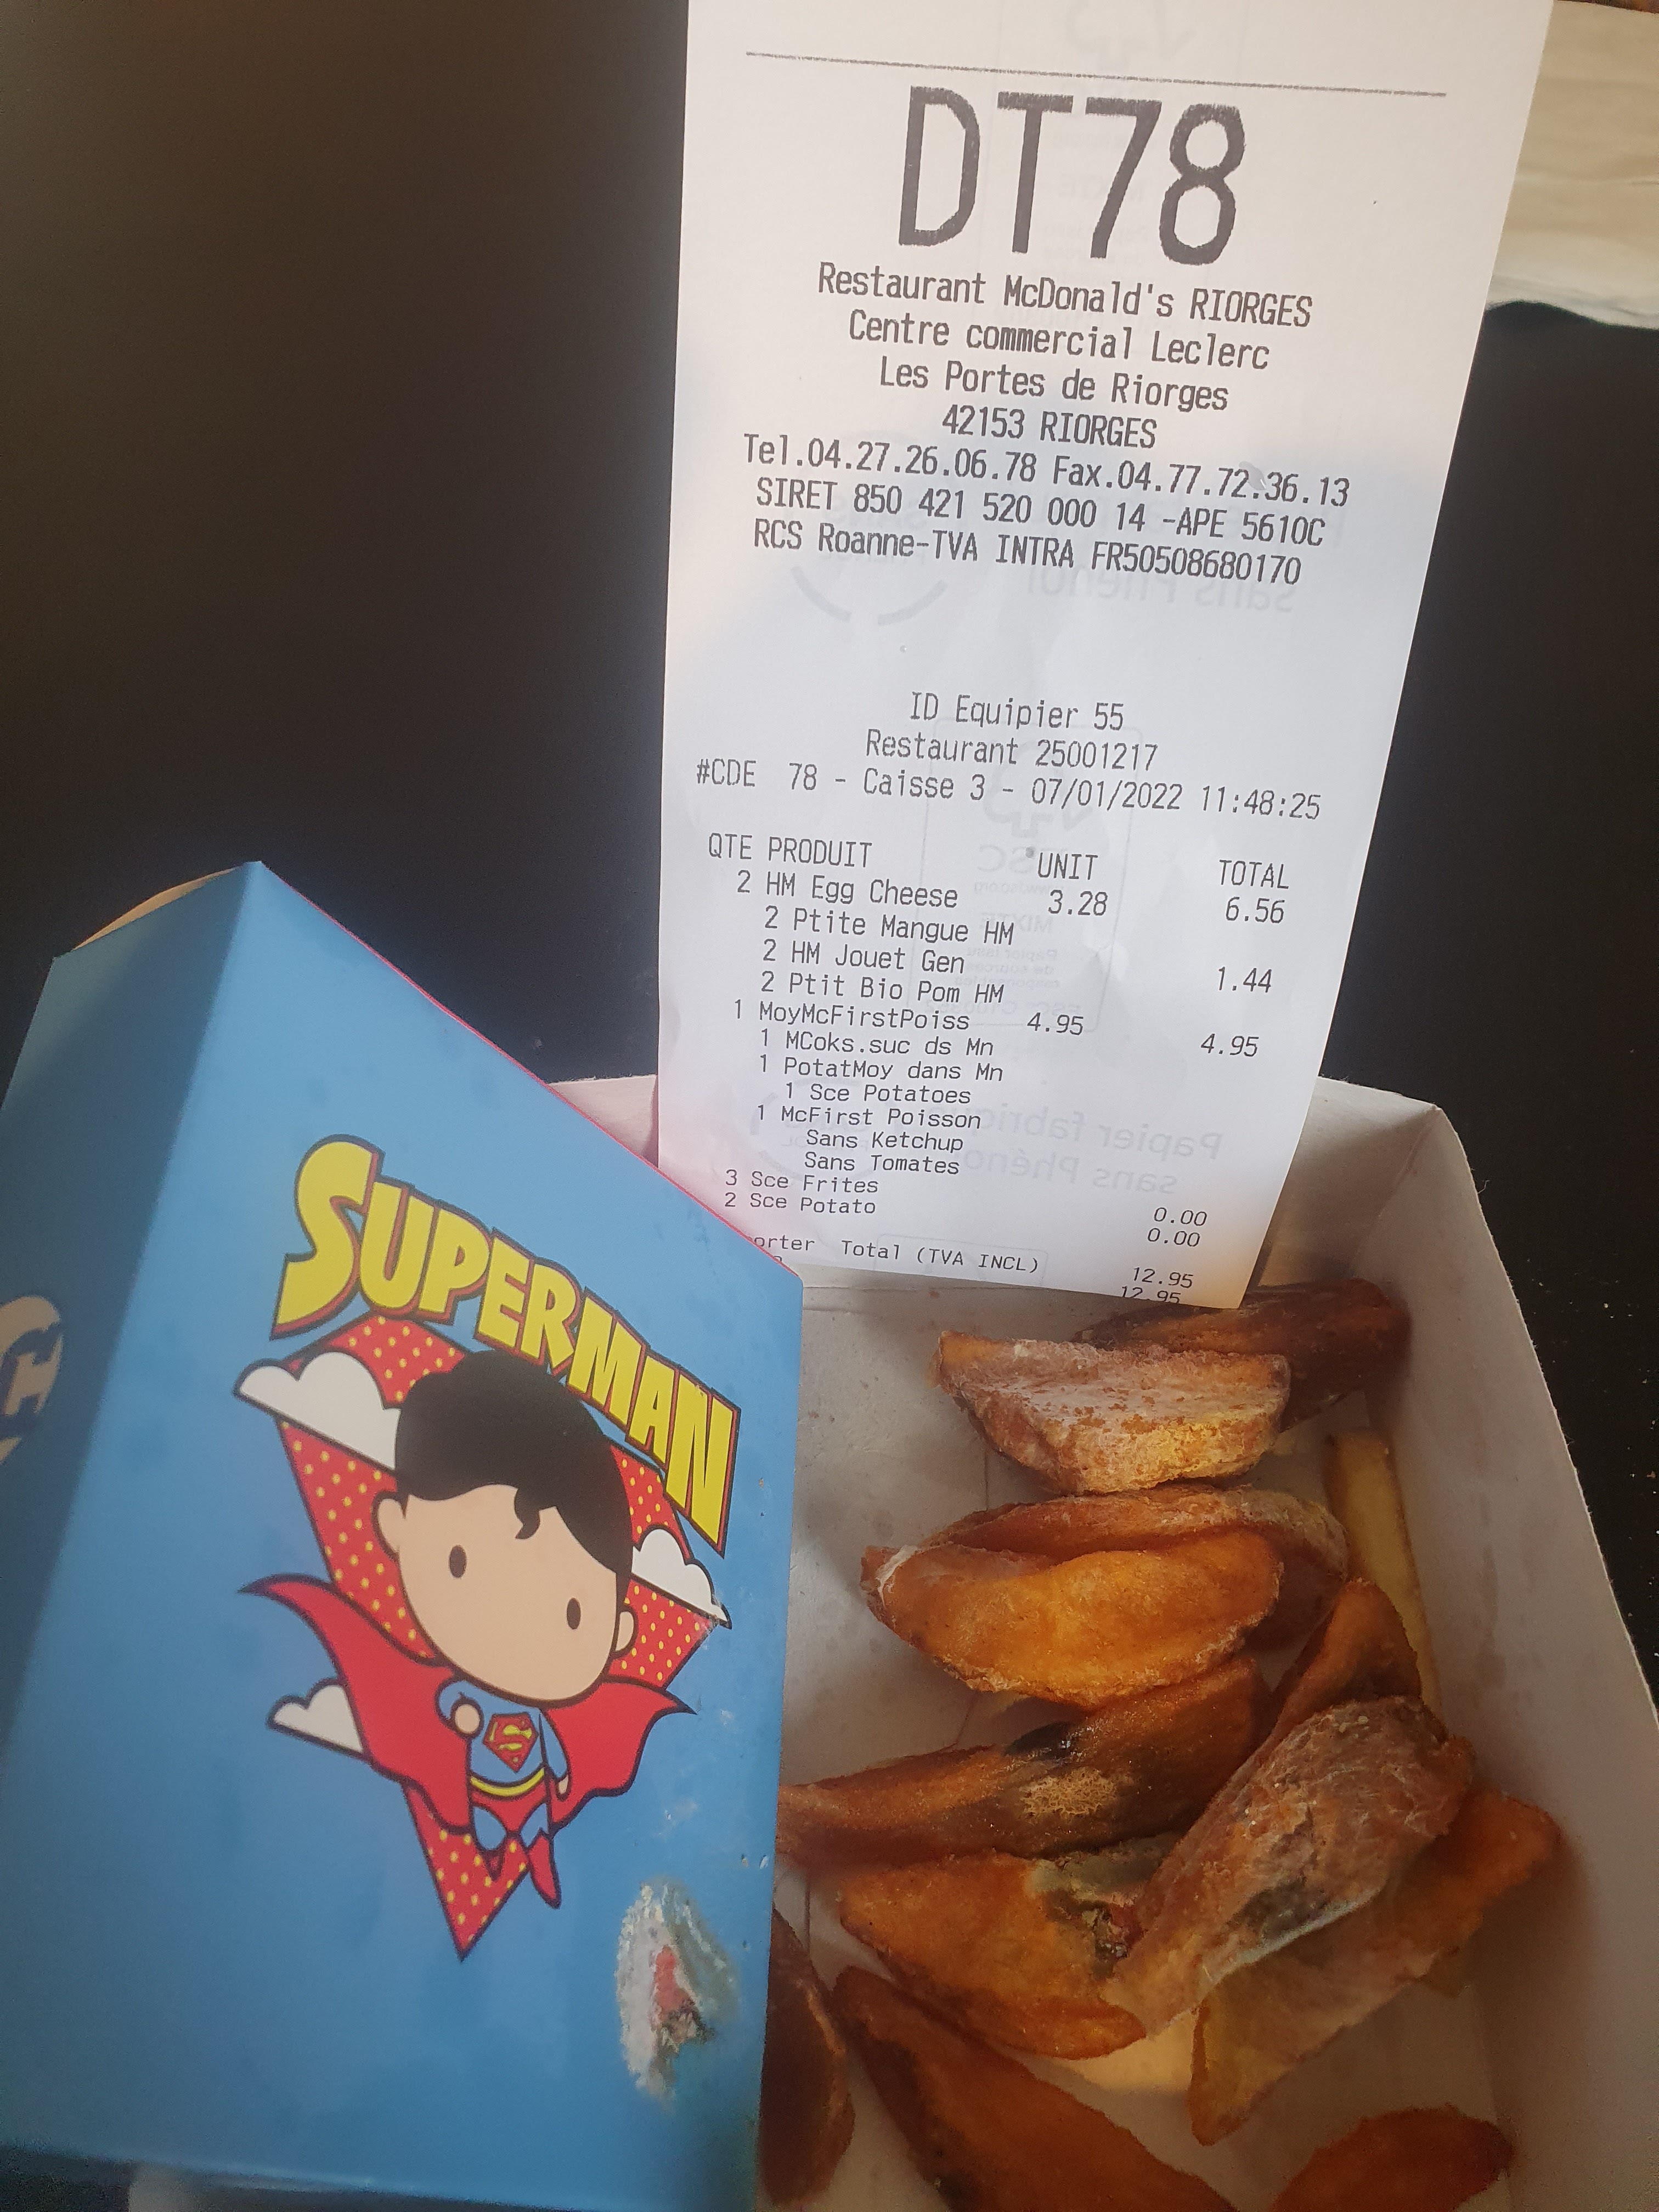 DT78
Restaurant McDonald's RIORGES
Centre commercial Leclerc
Les Portes de Riorges
42153 RIORGES
Tel.04.27.26.06.78 Fax.04.77.72.36.13
SIRET 850 421 520 000 14 -APE 5610C
RCS Roanne-TVA INTRA FR50508680170
ID Equipier 55
Restaurant 25001217
#CDE 78 - Caisse 3 - 07/01/2022 11:48:25
QTE PRODUIT UNIT TOTAL
2 HM Egg Cheese 3.28 6.56
2 Ptite Mangue HM
2 HM Jouet Gen 1.44
2 Ptit Bio Pom HM
1 MoyMcFirstPoiss 4.95 4.95
1 MCoks.suc ds Mn
1 PotatMoy dans Mn
1 Sce Potatoes
1 McFirst Poisson
Sans Ketchup
Sans Tomates
3 Sce Frites 0.00
2 Sce Potato 0.00
orter Total (TVA INCL) 12.95
12.95
SUPERMAN
S